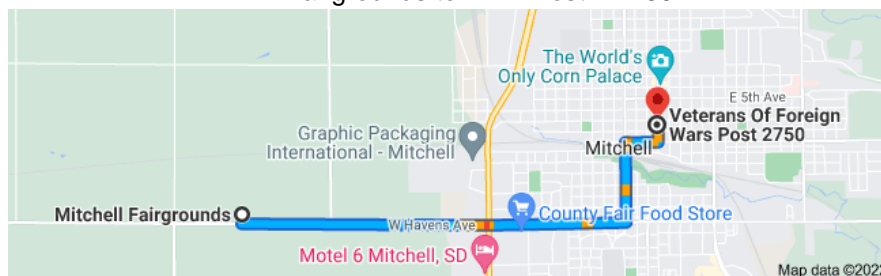 The World's
Only Corn Palace
E 5th Ave
Veterans Of Foreign
Wars Post 2750
Graphic Packaging
International - Mitchell
Mitchell
Mitchell Fairgrounds
W Havens Ave
County Fair Food Store
Motel 6 Mitchell, SD